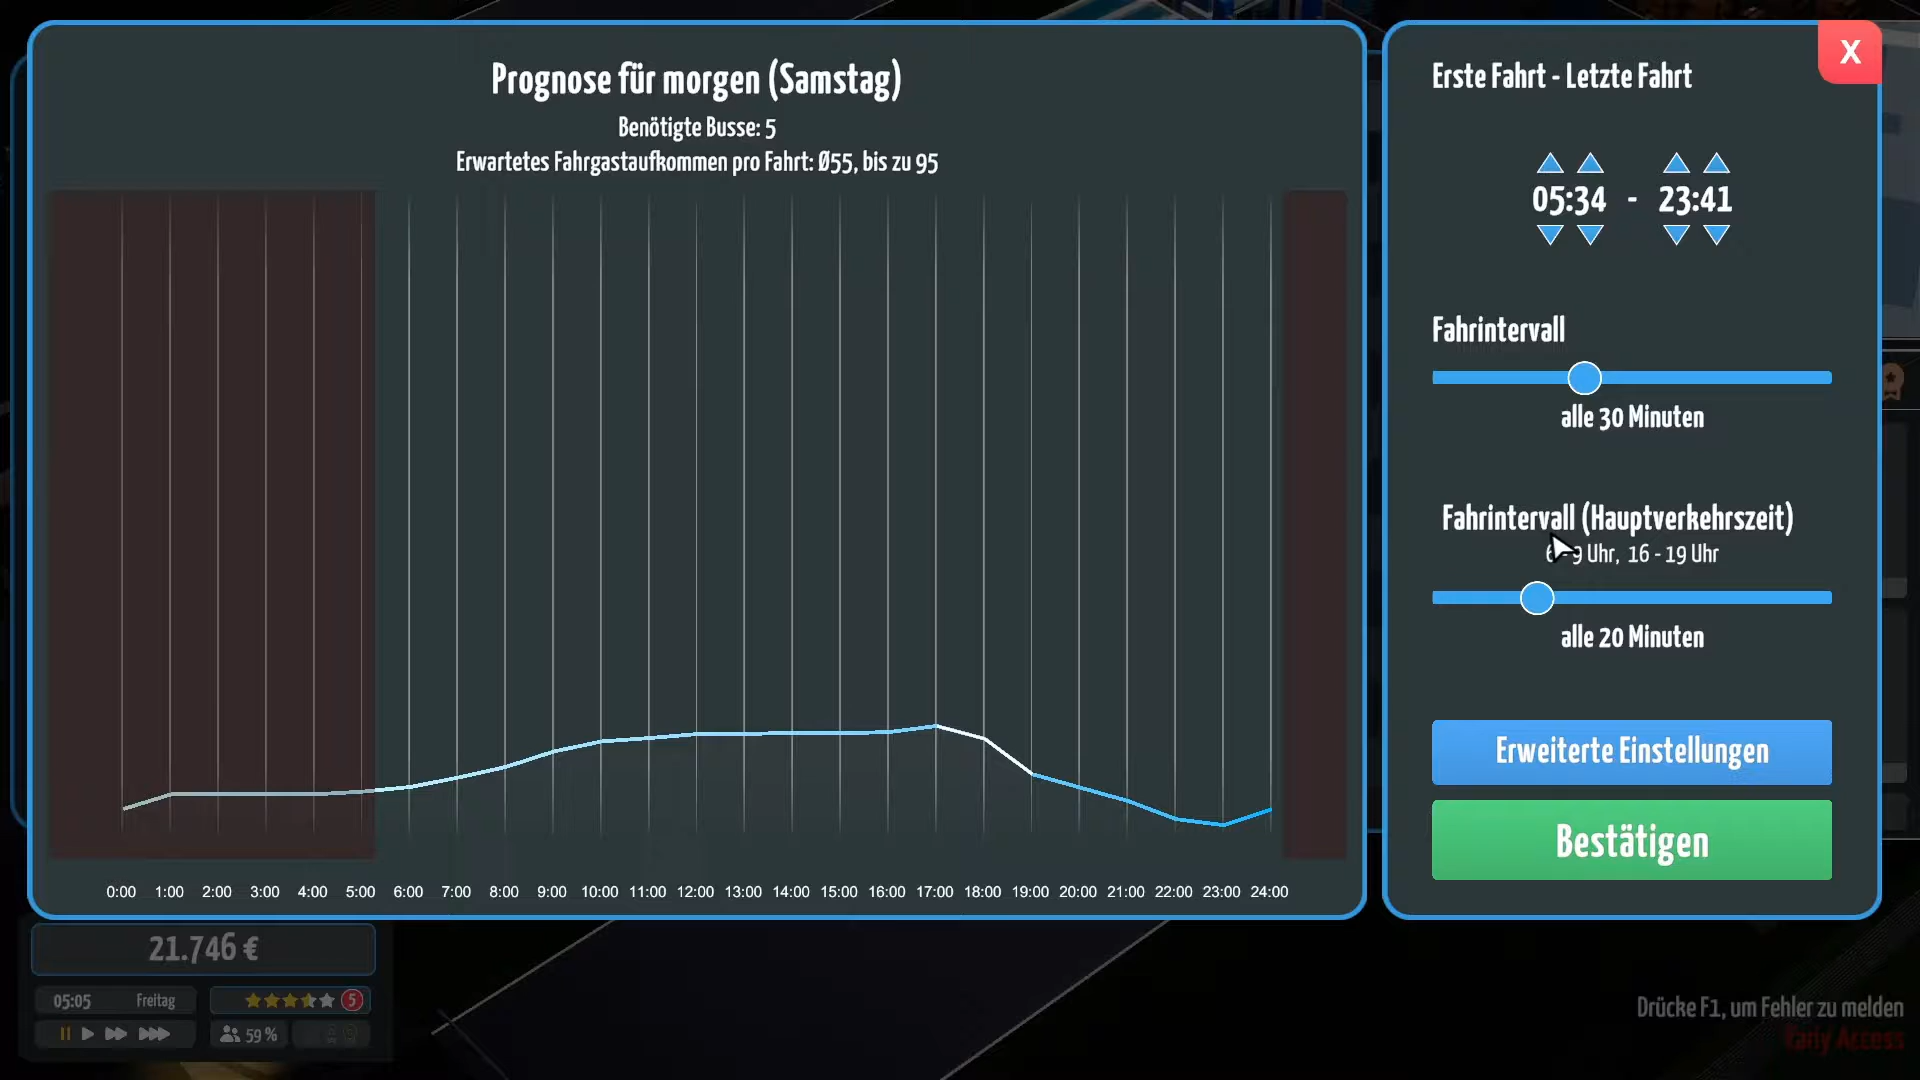 Prognose für morgen (Samstag)
Benötigte Busse: 5
Erwartetes Fahrgastaufkommen pro Fahrt: Ø55, bis zu 95
0:00 1:00 2:00 3:00 4:00 5:00 6:00 7:00 8:00 9:00 10:00 11:00 12:00 13:00 14:00 15:00 16:00 17:00 18:00 19:00 20:00 21:00 22:00 23:00 24:00
X
Erste Fahrt - Letzte Fahrt
05:34 - 23:41
Fahrintervall
alle 30 Minuten
Fahrintervall (Hauptverkehrszeit)
6 - 9 Uhr, 16 - 19 Uhr
alle 20 Minuten
Erweiterte Einstellungen
Bestätigen
21.746 €
05:05 Freitag 5
59 %
Drücke F1, um Fehler zu melden
Early Access